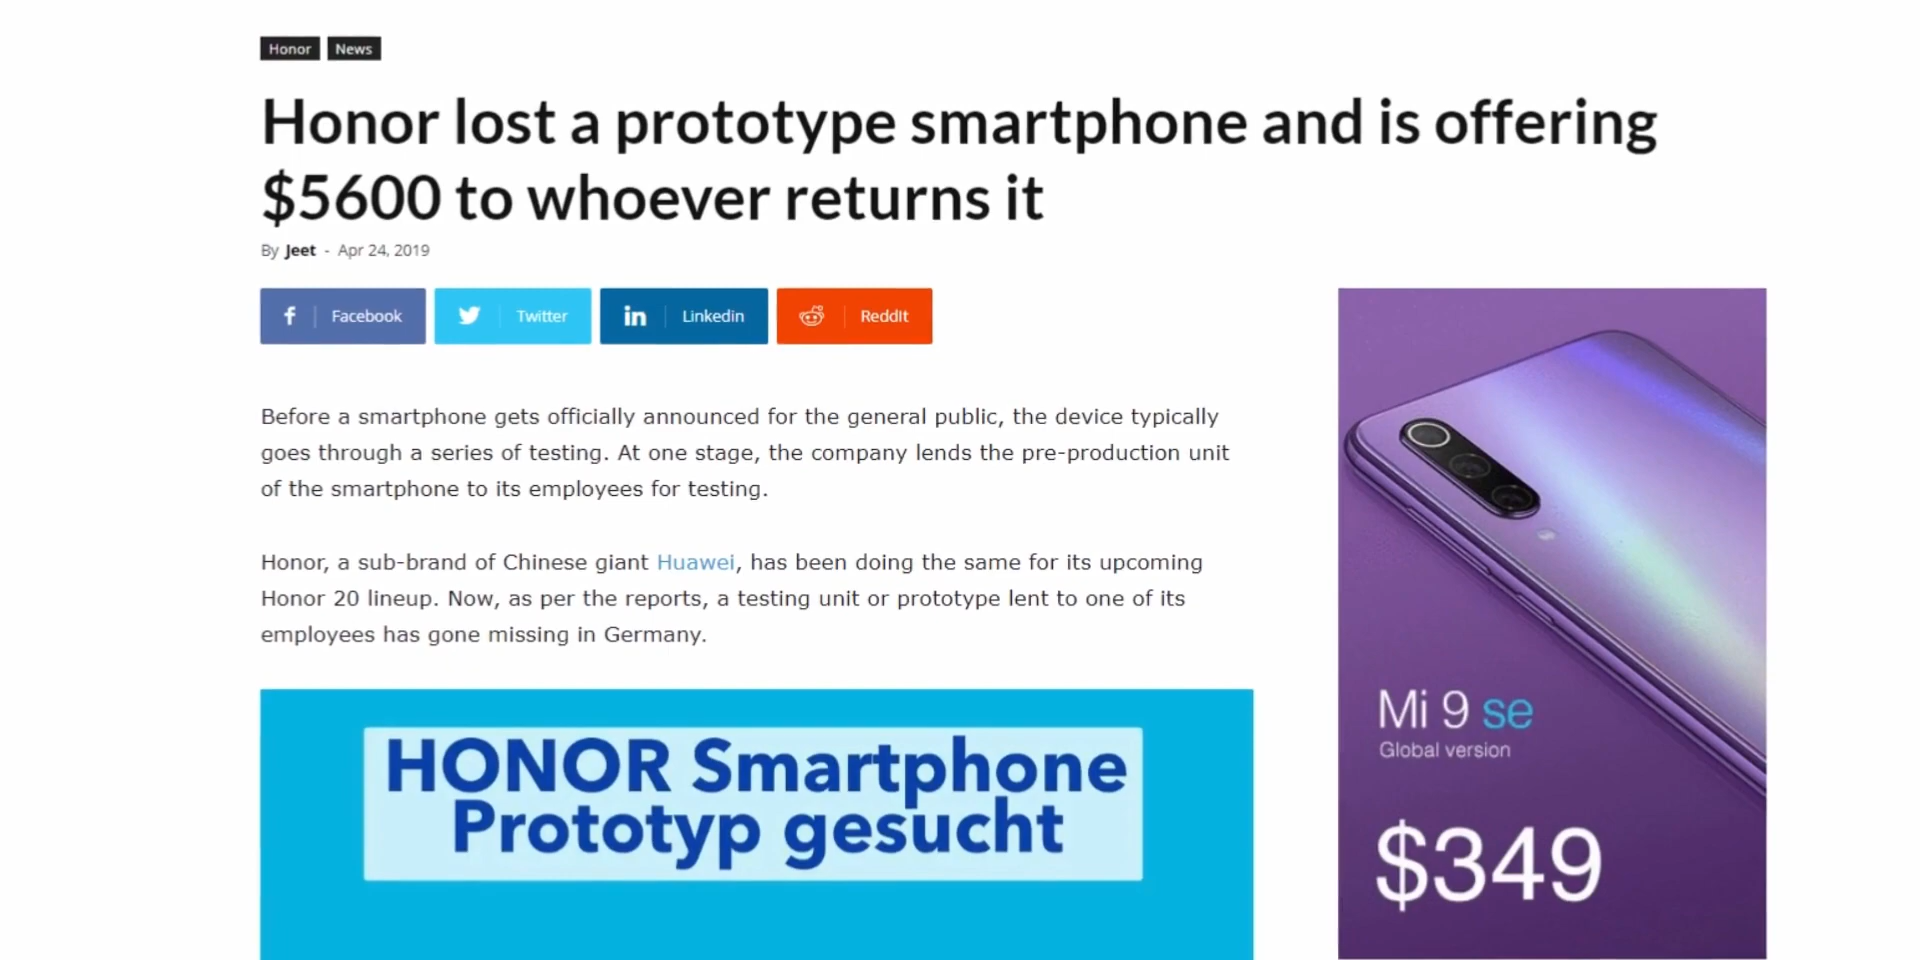 Honor News
Honor lost a prototype smartphone and is offering
$5600 to whoever returns it
By Jeet - Apr 24, 2019
Facebook Twitter Linkedin ReddIt
Before a smartphone gets officially announced for the general public, the device typically
goes through a series of testing. At one stage, the company lends the pre-production unit
of the smartphone to its employees for testing.
Honor, a sub-brand of Chinese giant Huawei, has been doing the same for its upcoming
Honor 20 lineup. Now, as per the reports, a testing unit or prototype lent to one of its
employees has gone missing in Germany.
HONOR Smartphone
Prototyp gesucht
Mi 9 se
Global version
$349